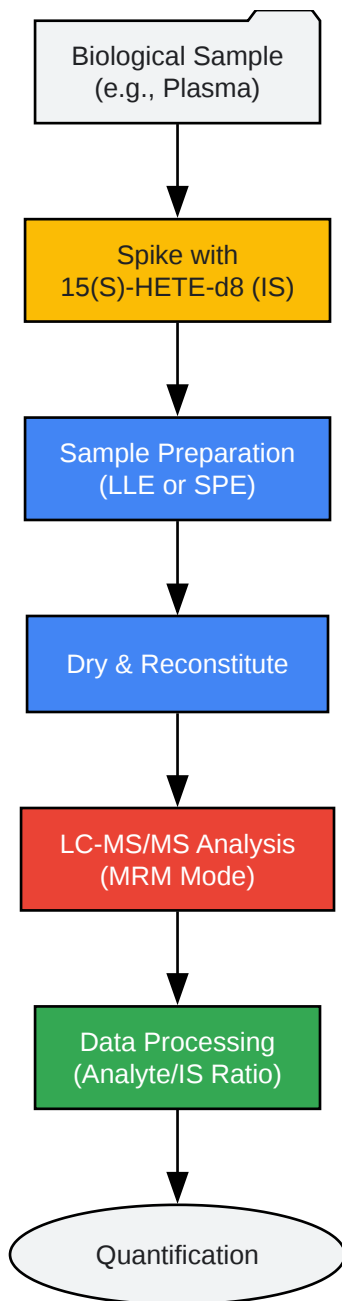 Biological Sample
(e.g., Plasma)
Spike with
15(S)-HETE-d8 (IS)
Sample Preparation
(LLE or SPE)
Dry & Reconstitute
LC-MS/MS Analysis
(MRM Mode)
Data Processing
(Analyte/IS Ratio)
Quantification